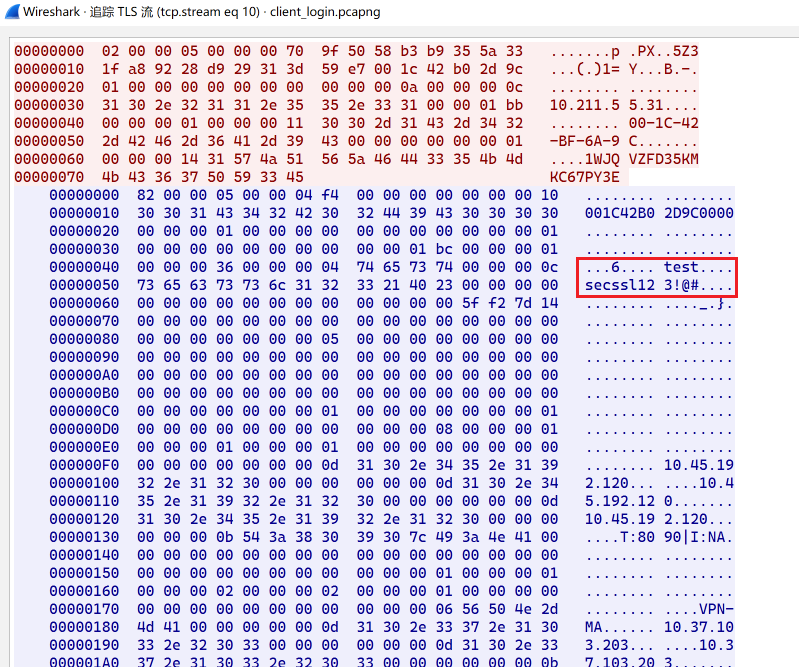 Wireshark · 追踪 TLS 流 (tcp.stream eq 10) · client_login.pcapng
00000000 02 00 00 05 00 00 00 70 9f 50 58 b3 b9 35 5a 33 .......p .PX..5Z3
00000010 1f a8 92 28 d9 29 31 3d 59 e7 00 1c 42 b0 2d 9c ...(.)1= Y...B.-.
00000020 01 00 00 00 00 00 00 00 00 0a 00 00 00 00 00 0c ........ ........
00000030 31 30 2e 32 31 31 2e 35 35 2e 33 31 00 00 01 bb 10.211.5 5.31....
00000040 00 00 00 01 00 00 00 11 30 30 2d 31 43 2d 34 32 ........ 00-1C-42
00000050 2d 42 46 2d 36 41 2d 39 43 00 00 00 00 00 00 01 -BF-6A-9 C.......
00000060 00 00 00 14 31 57 4a 51 56 5a 46 44 33 35 4b 4d ....1WJQ VZFD35KM
00000070 4b 43 36 37 50 59 33 45 KC67PY3E
00000000 82 00 00 05 00 00 04 f4 00 00 00 00 00 00 00 10 ........ ........
00000010 30 30 31 43 34 32 42 30 32 44 39 43 30 30 30 30 001C42B0 2D9C0000
00000020 00 00 00 01 00 00 00 00 00 00 00 00 00 00 00 01 ........ ........
00000030 00 00 00 00 00 00 00 00 00 00 01 bc 00 00 00 01 ........ ........
00000040 00 00 00 36 00 00 00 04 74 65 73 74 00 00 00 0c ...6.... test....
00000050 73 65 63 73 73 6c 31 32 33 21 40 23 00 00 00 00 secssl12 3!@#....
00000060 00 00 00 00 00 00 00 00 00 00 00 00 5f f2 7d 14 ........ ...._.}.
00000070 00 00 00 00 00 00 00 00 00 00 00 00 00 00 00 00 ........ ........
00000080 00 00 00 00 00 00 00 05 00 00 00 00 00 00 00 00 ........ ........
00000090 00 00 00 00 00 00 00 00 00 00 00 00 00 00 00 00 ........ ........
000000A0 00 00 00 00 00 00 00 00 00 00 00 00 00 00 00 00 ........ ........
000000B0 00 00 00 00 00 00 00 00 00 00 00 00 00 00 00 00 ........ ........
000000C0 00 00 00 00 00 00 00 01 00 00 00 00 00 00 00 01 ........ ........
000000D0 00 00 00 00 00 00 00 00 00 00 00 08 00 00 00 01 ........ ........
000000E0 00 00 00 01 00 00 00 01 00 00 00 00 00 00 00 00 ........ ........
000000F0 00 00 00 00 00 00 00 0d 31 30 2e 34 35 2e 31 39 ........ 10.45.19
00000100 32 2e 31 32 30 00 00 00 00 00 00 0d 31 30 2e 34 2.120... ....10.4
00000110 35 2e 31 39 32 2e 31 32 30 00 00 00 00 00 00 0d 5.192.12 0.......
00000120 31 30 2e 34 35 2e 31 39 32 2e 31 32 30 00 00 00 10.45.19 2.120...
00000130 00 00 00 0b 54 3a 38 30 39 30 7c 49 3a 4e 41 00 ....T:80 90|I:NA.
00000140 00 00 00 00 00 00 00 00 00 00 00 00 00 00 00 00 ........ ........
00000150 00 00 00 00 00 00 00 00 00 00 00 01 00 00 00 01 ........ ........
00000160 00 00 00 02 00 00 00 02 00 00 00 01 00 00 00 00 ........ ........
00000170 00 00 00 00 00 00 00 00 00 00 00 06 56 50 4e 2d ........ ....VPN-
00000180 4d 41 00 00 00 00 00 0d 31 30 2e 33 37 2e 31 30 MA...... 10.37.10
00000190 33 2e 32 30 33 00 00 00 00 00 00 0d 31 30 2e 33 3.203... ....10.3
000001A0 37 2e 31 30 33 2e 32 30 33 00 00 00 00 00 00 0b 7.103.20 3.......